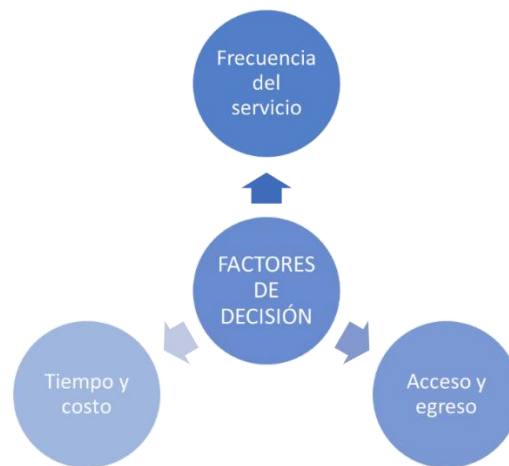 Frecuencia
del
servicio
FACTORES
DE
DECISIÓN
Tiempo y
costo
Acceso y
egreso